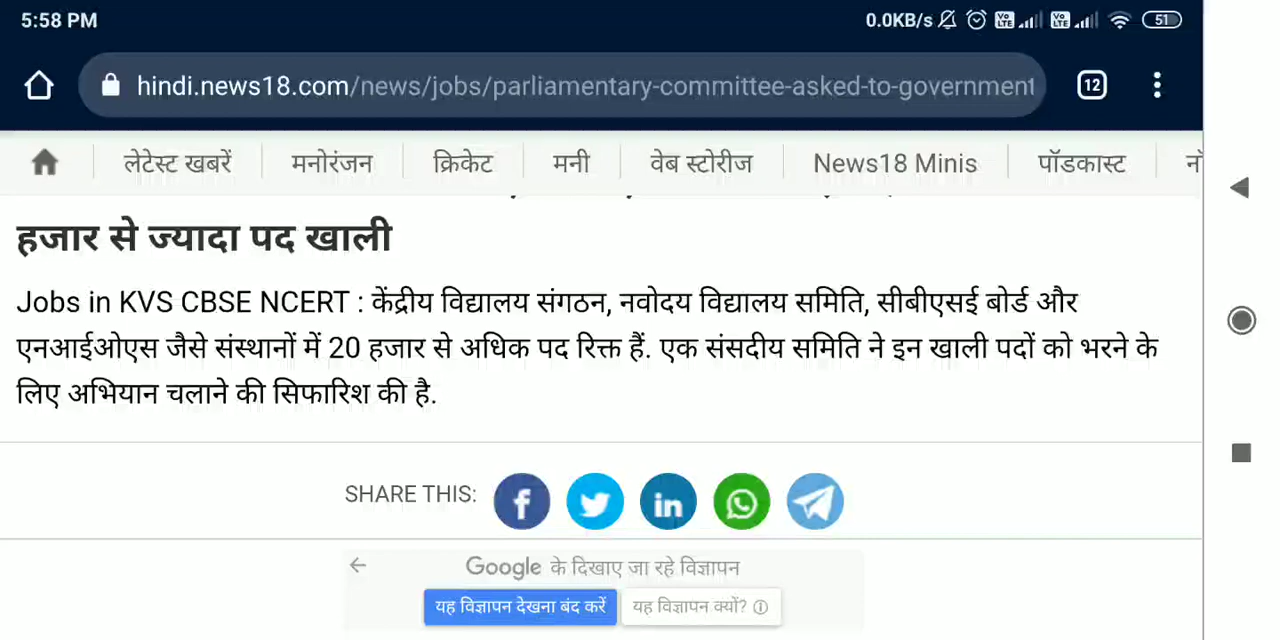 5:58 PM
0.0KB/s
51
hindi.news18.com/news/jobs/parliamentary-committee-asked-to-government
12
लेटेस्ट खबरें मनोरंजन क्रिकेट मनी वेब स्टोरीज News18 Minis पॉडकास्ट
हजार से ज्यादा पद खाली
Jobs in KVS CBSE NCERT : केंद्रीय विद्यालय संगठन, नवोदय विद्यालय समिति, सीबीएसई बोर्ड और
एनआईओएस जैसे संस्थानों में 20 हजार से अधिक पद रिक्त हैं. एक संसदीय समिति ने इन खाली पदों को भरने के
लिए अभियान चलाने की सिफारिश की है.
SHARE THIS:
Google के दिखाए जा रहे विज्ञापन
यह विज्ञापन देखना बंद करें यह विज्ञापन क्यों?